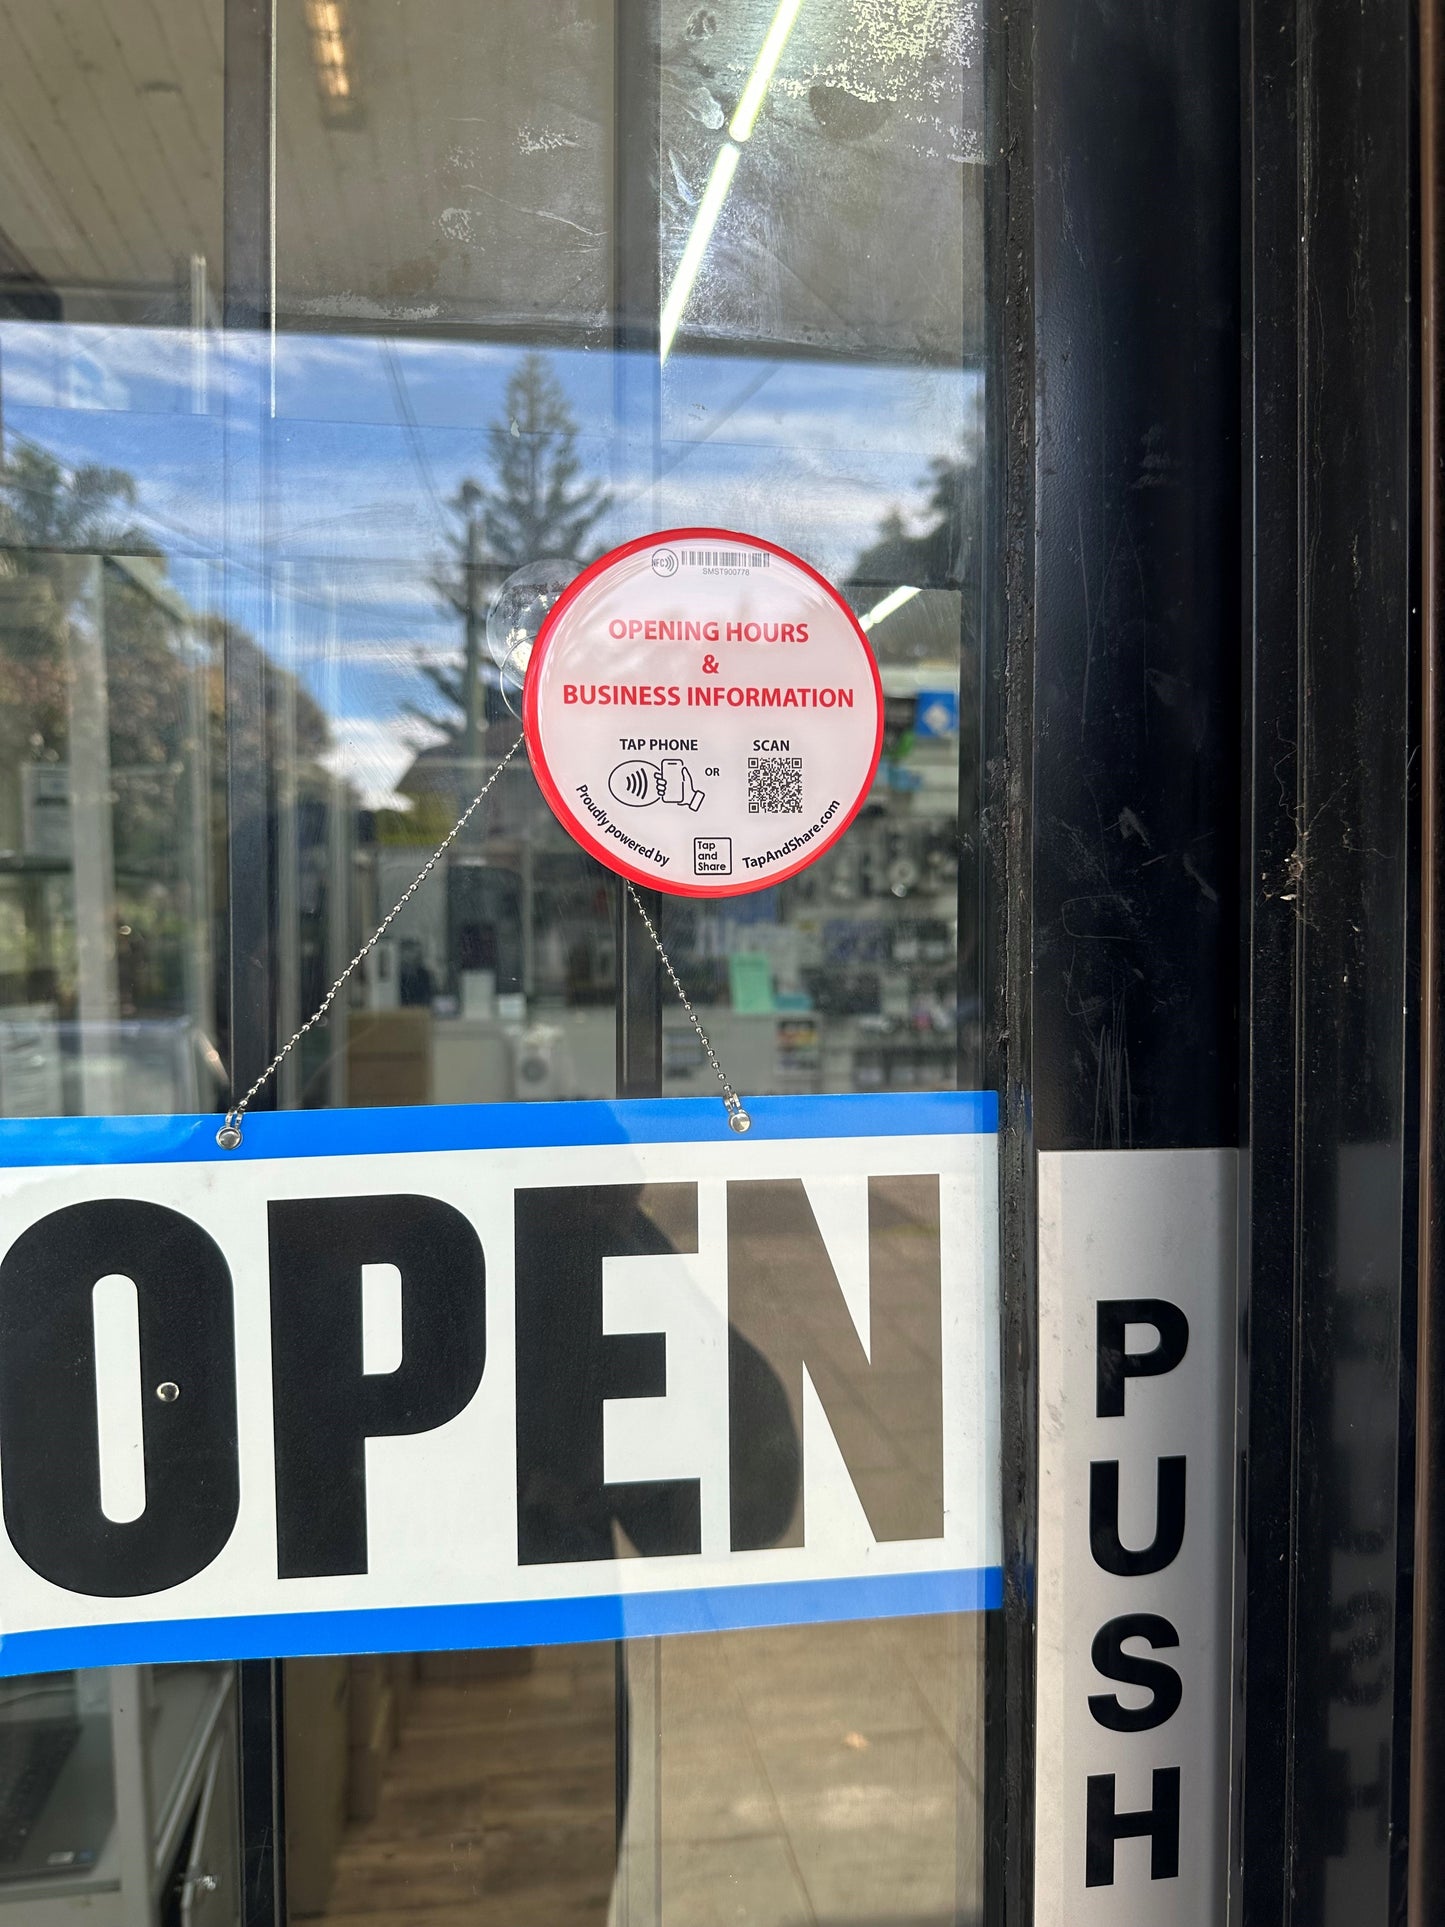 NFC
SMST900778
OPENING HOURS
&
BUSINESS INFORMATION
TAP PHONE
OR
SCAN
Proudly powered by
Tap
and
Share
TapAndShare.com
OPEN
PUSH